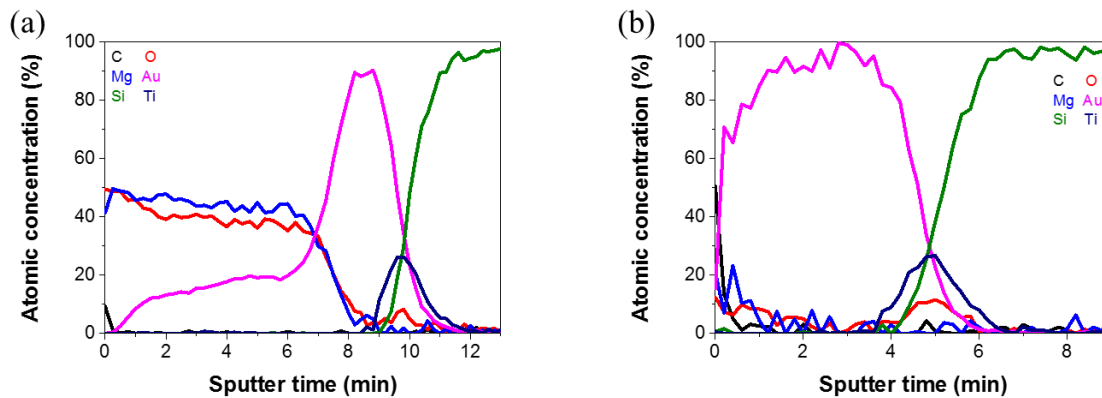 (a)
Atomic concentration (%)
100
80
60
40
20
0
C O
Mg Au
Si Ti
0 2 4 6 8 10 12
Sputter time (min)
(b)
Atomic concentration (%)
100
80
60
40
20
0
C O
Mg Au
Si Ti
0 2 4 6 8
Sputter time (min)